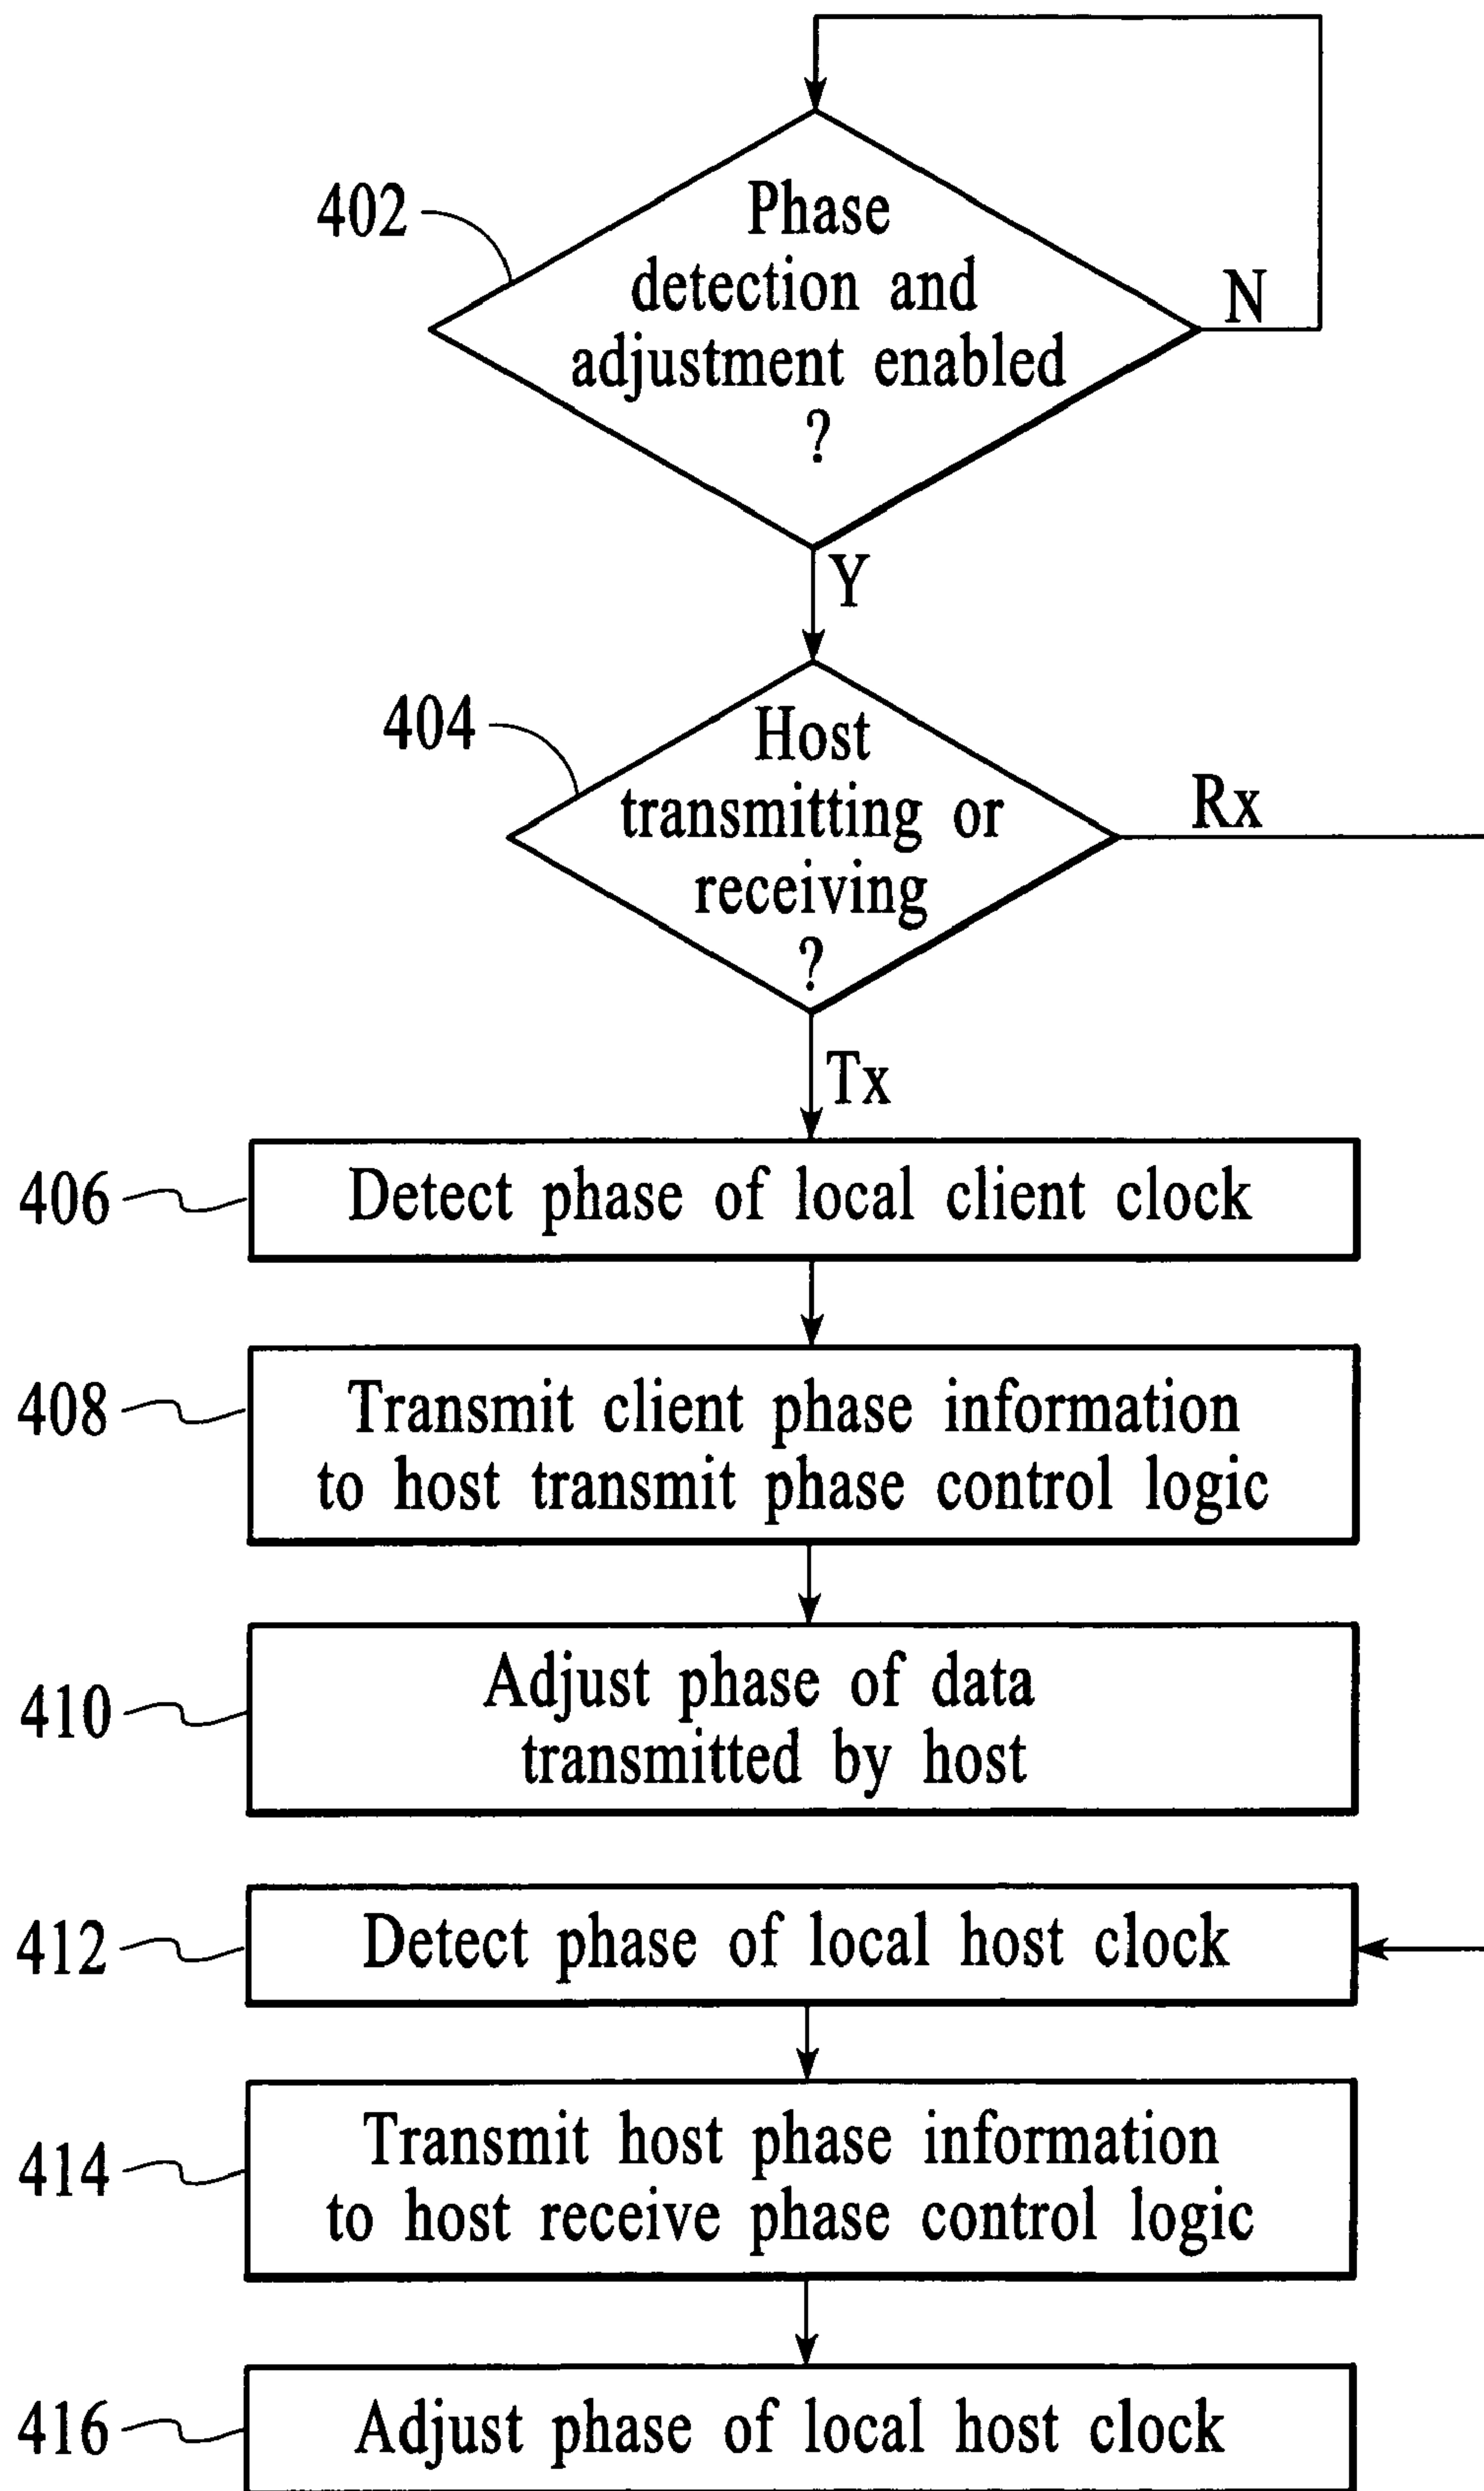 402
Phase
detection and
adjustment enabled
?
N
Y
404
Host
transmitting or
receiving
?
Rx
Tx
406
Detect phase of local client clock
408
Transmit client phase information
to host transmit phase control logic
410
Adjust phase of data
transmitted by host
412
Detect phase of local host clock
414
Transmit host phase information
to host receive phase control logic
416
Adjust phase of local host clock